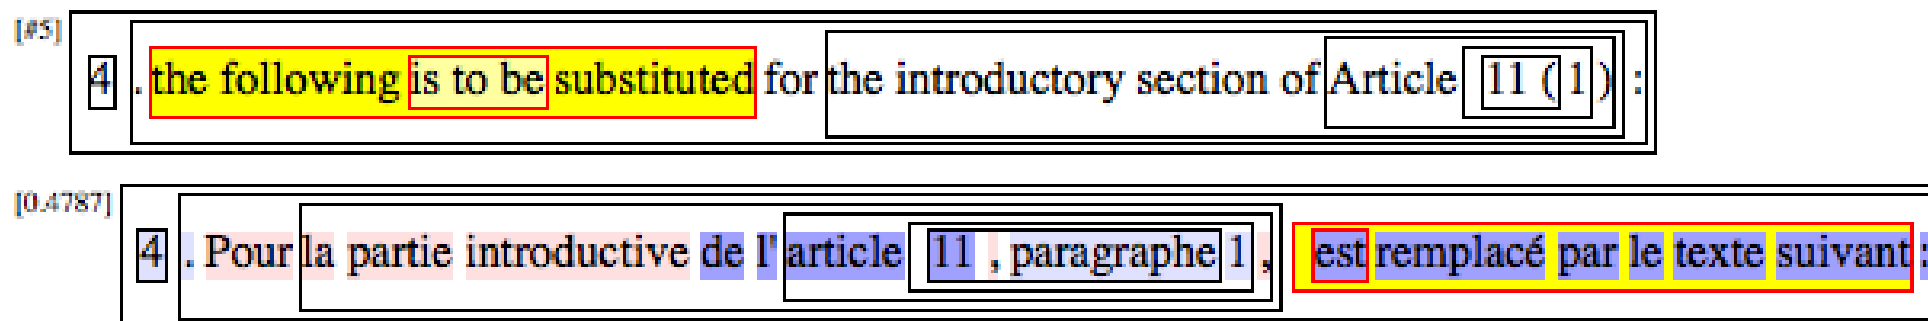 [#5] 4 . the following is to be substituted for the introductory section of Article 11 ( 1 ) :
[0.4787] 4 . Pour la partie introductive de l' article 11 , paragraphe 1 , est remplacé par le texte suivant :